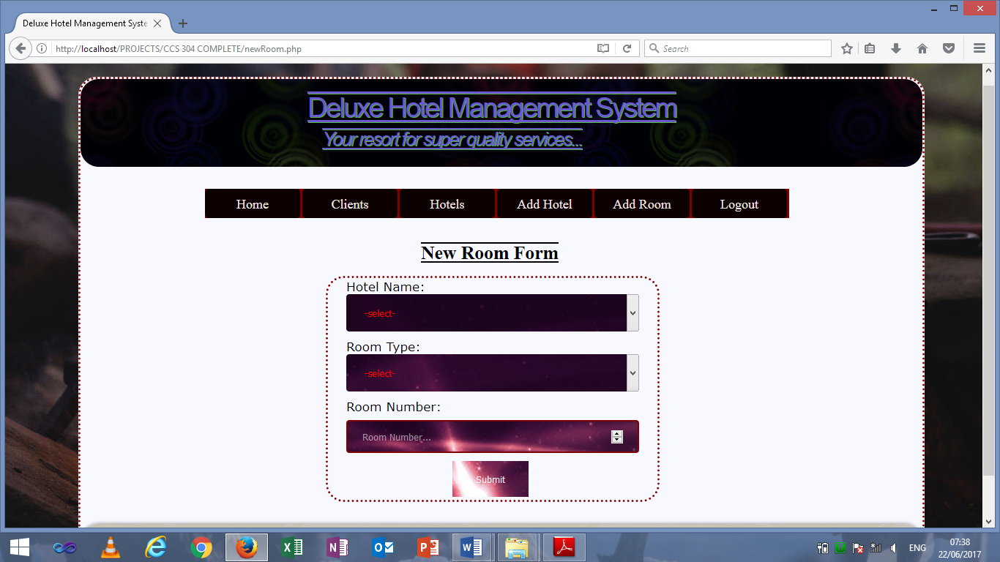 Deluxe Hotel Management Syste
http://localhost/PROJECTS/CCS 304 COMPLETE/newRoom.php
Search
Deluxe Hotel Management System
Your resort for super quality services...
Home Clients Hotels Add Hotel Add Room Logout
New Room Form
Hotel Name:
-select-
Room Type:
-select-
Room Number:
Room Number...
Submit
ENG
07:38
22/06/2017